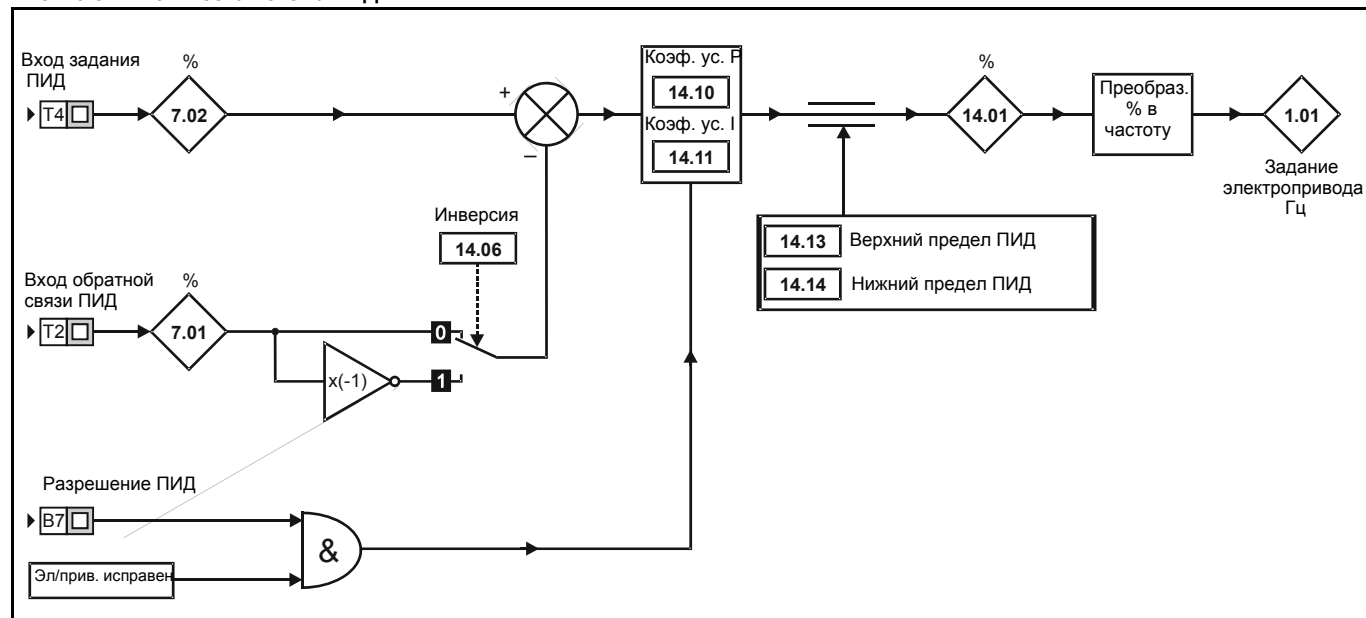 Вход задания
ПИД
T4
%
7.02
+
–
Коэф. ус. P
14.10
Коэф. ус. I
14.11
%
14.01
Преобраз.
% в
частоту
1.01
Задание
электропривода
Гц
Инверсия
14.06
14.13 Верхний предел ПИД
14.14 Нижний предел ПИД
Вход обратной
связи ПИД
T2
%
7.01
0
x(-1)
1
Разрешение ПИД
B7
&
Эл/прив. исправен